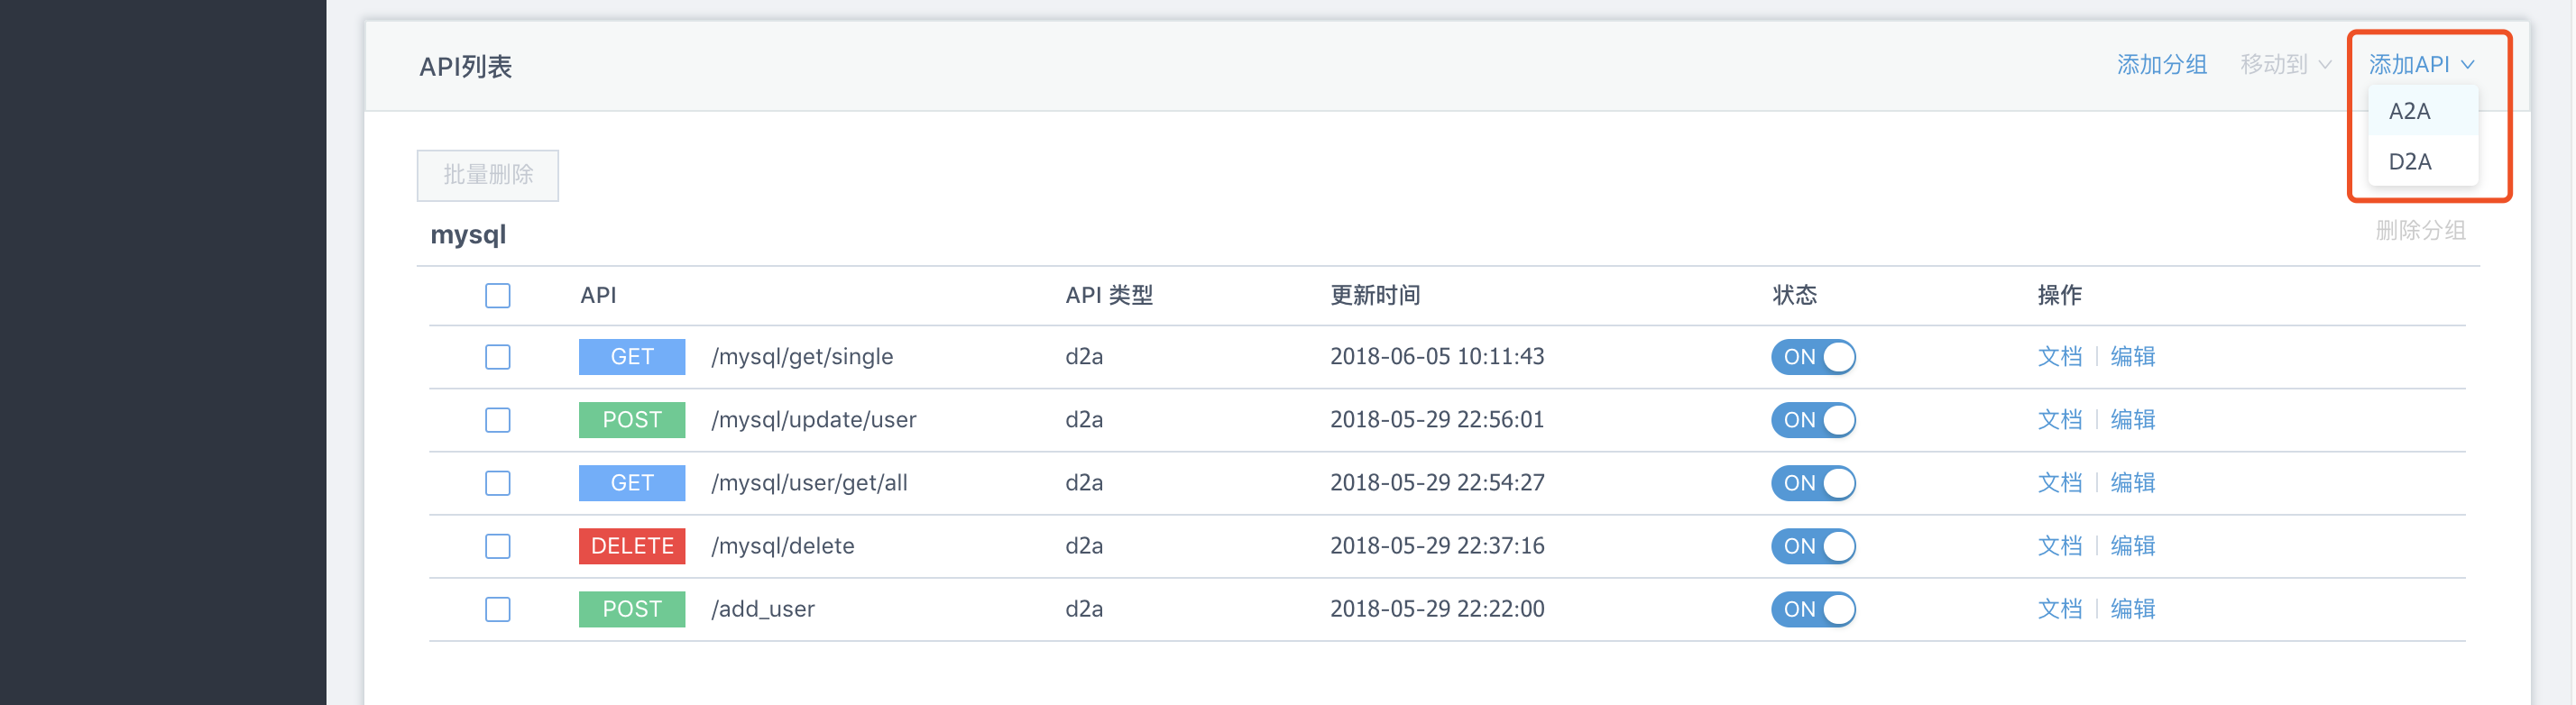 API列表 添加分组 移动到 添加API
A2A
D2A
批量删除
mysql 删除分组
API API 类型 更新时间 状态 操作
GET /mysql/get/single d2a 2018-06-05 10:11:43 ON 文档 编辑
POST /mysql/update/user d2a 2018-05-29 22:56:01 ON 文档 编辑
GET /mysql/user/get/all d2a 2018-05-29 22:54:27 ON 文档 编辑
DELETE /mysql/delete d2a 2018-05-29 22:37:16 ON 文档 编辑
POST /add_user d2a 2018-05-29 22:22:00 ON 文档 编辑